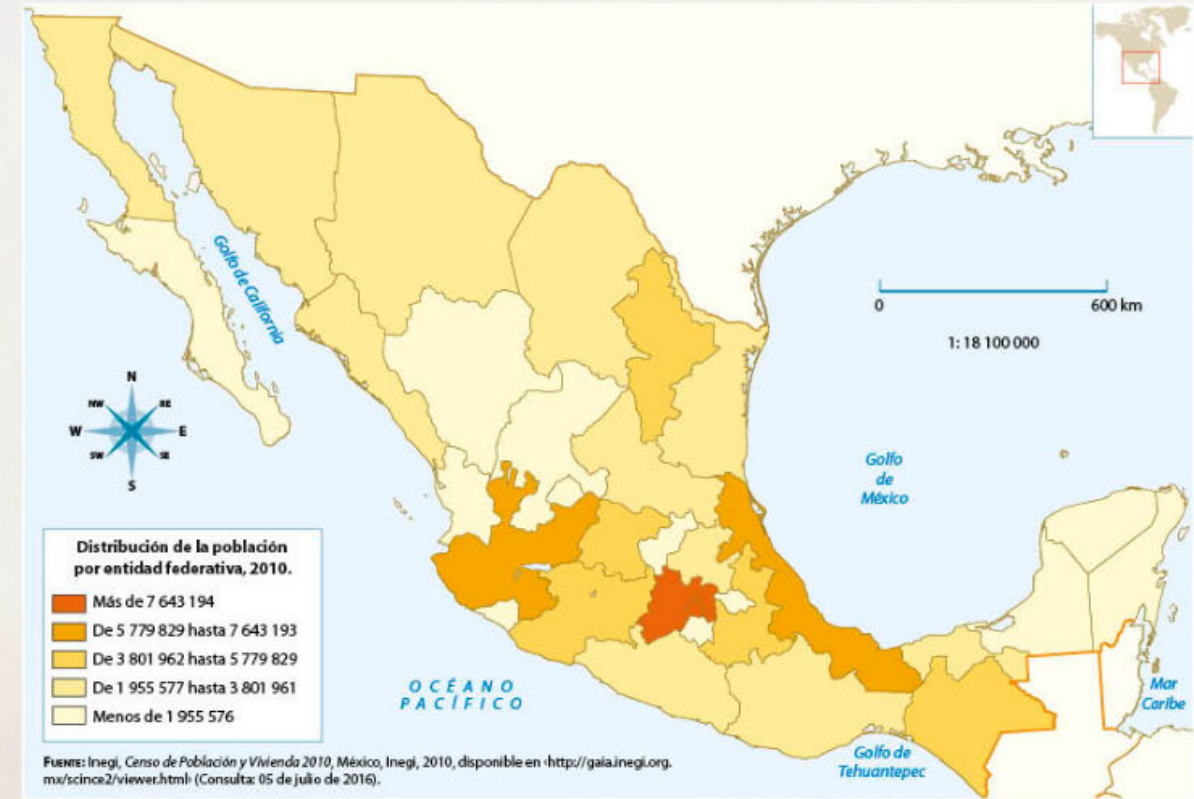 Golfo de California
0
600 km
1: 18 100 000
N
NW
NE
W
E
SW
SE
S
Golfo
de
México
Distribución de la población
por entidad federativa, 2010.
Más de 7 643 194
De 5 779 829 hasta 7 643 193
De 3 801 962 hasta 5 779 829
De 1 955 577 hasta 3 801 961
Menos de 1 955 576
OCÉANO
PACÍFICO
Mar
Caribe
Golfo de
Tehuantepec
FUENTE: Inegi, Censo de Población y Vivienda 2010, México, Inegi, 2010, disponible en ‹http://gaia.inegi.org.
mx/scince2/viewer.html› (Consulta: 05 de julio de 2016).